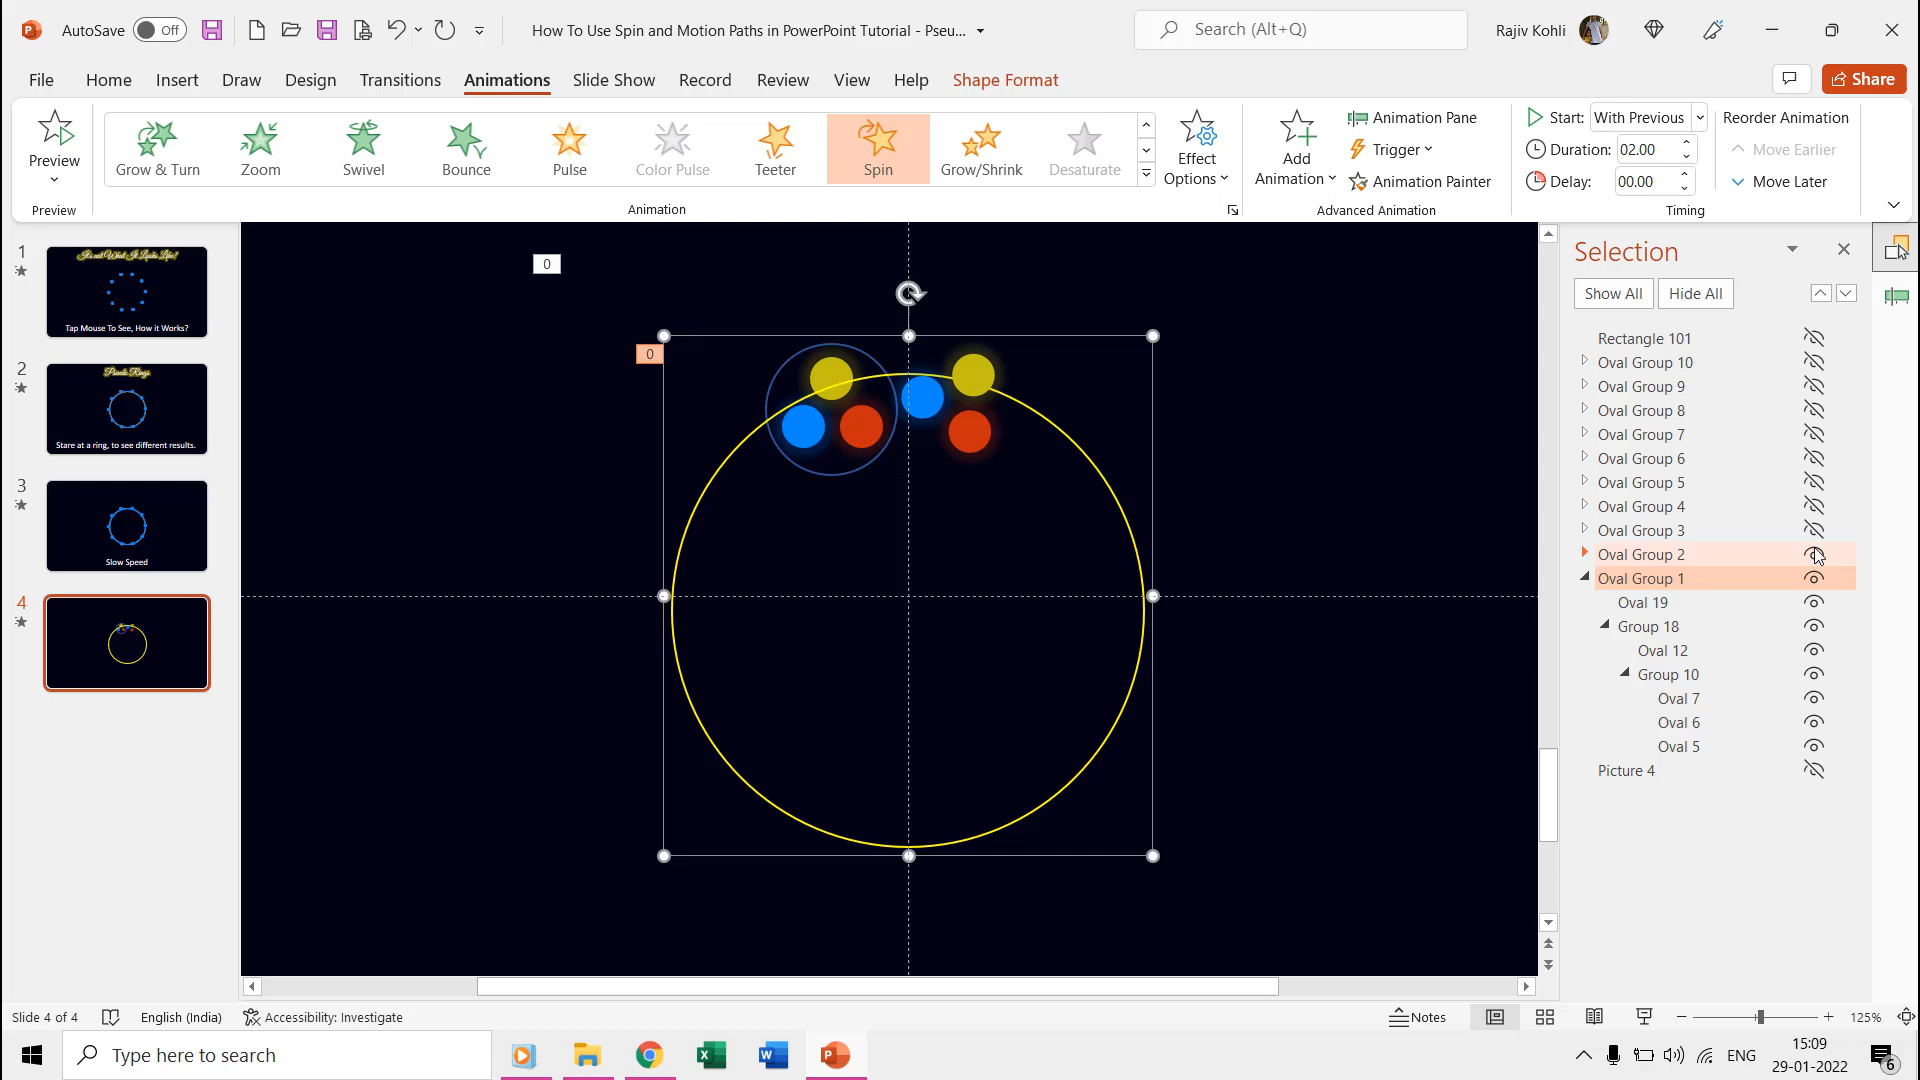 AutoSave Off How To Use Spin and Motion Paths in PowerPoint Tutorial - Pseu... Search (Alt+Q) Rajiv Kohli
File Home Insert Draw Design Transitions Animations Slide Show Record Review View Help Shape Format Share
Preview
Preview
Grow & Turn Zoom Swivel Bounce Pulse Color Pulse Teeter Spin Grow/Shrink Desaturate
Animation
Effect
Options
Add
Animation
Animation Pane
Trigger
Animation Painter
Advanced Animation
Start: With Previous
Duration: 02.00
Delay: 00.00
Reorder Animation
Move Earlier
Move Later
Timing
1
It's not What It Looks Like!
Tap Mouse To See, How it Works?
2
Pseudo Rings
Stare at a ring, to see different results.
3
Slow Speed
4
0
0
Selection
Show All Hide All
Rectangle 101
Oval Group 10
Oval Group 9
Oval Group 8
Oval Group 7
Oval Group 6
Oval Group 5
Oval Group 4
Oval Group 3
Oval Group 2
Oval Group 1
Oval 19
Group 18
Oval 12
Group 10
Oval 7
Oval 6
Oval 5
Picture 4
Slide 4 of 4 English (India) Accessibility: Investigate Notes 125%
Type here to search
ENG
15:09
29-01-2022
6